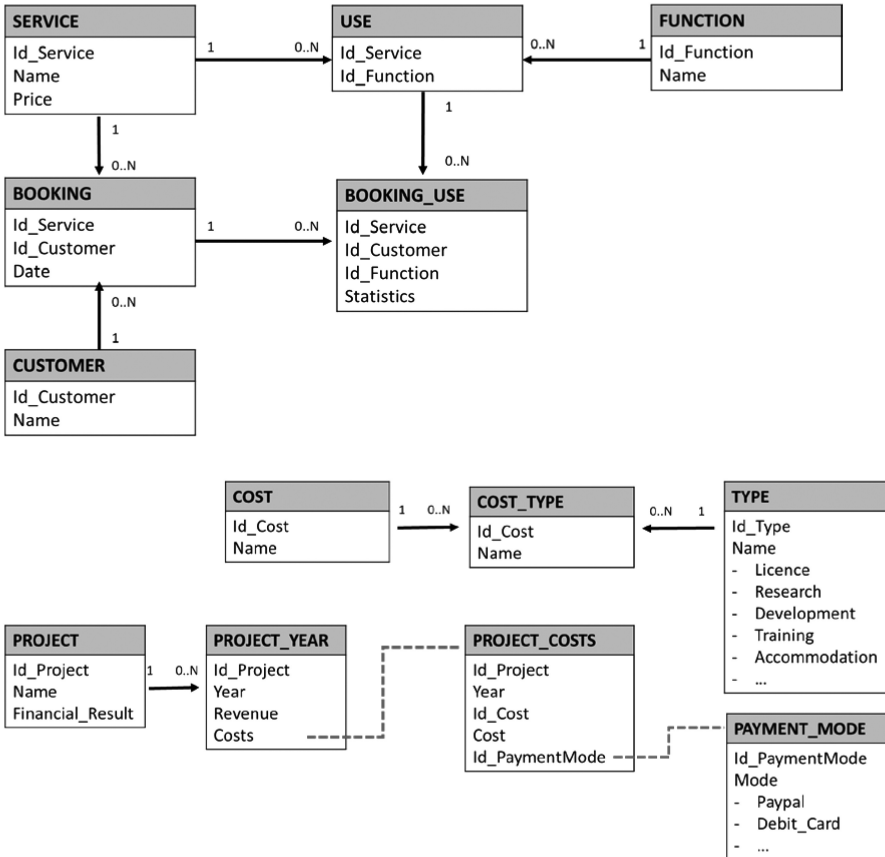 SERVICE
Id_Service
Name
Price
1
0..N
USE
Id_Service
Id_Function
0..N
1
FUNCTION
Id_Function
Name
1
0..N
1
0..N
BOOKING
Id_Service
Id_Customer
Date
1
0..N
BOOKING_USE
Id_Service
Id_Customer
Id_Function
Statistics
0..N
1
CUSTOMER
Id_Customer
Name
COST
Id_Cost
Name
1
0..N
COST_TYPE
Id_Cost
Name
0..N
1
TYPE
Id_Type
Name
- Licence
- Research
- Development
- Training
- Accommodation
- ...
PROJECT
Id_Project
Name
Financial_Result
1
0..N
PROJECT_YEAR
Id_Project
Year
Revenue
Costs
PROJECT_COSTS
Id_Project
Year
Id_Cost
Cost
Id_PaymentMode
PAYMENT_MODE
Id_PaymentMode
Mode
- Paypal
- Debit_Card
- ...